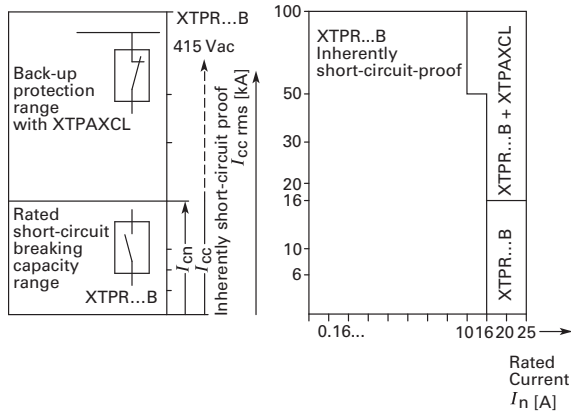 XTPR...B
415 Vac
Back-up
protection
range
with XTPAXCL
Rated
short-circuit
breaking
capacity
range
XTPR...B
Icn
Icc
Inherently short-circuit proof
Icc rms [kA]
100
50
30
20
16
10
6
XTPR...B
Inherently
short-circuit-proof
XTPR...B + XTPAXCL
XTPR...B
0.16... 10 16 20 25
Rated
Current
In [A]